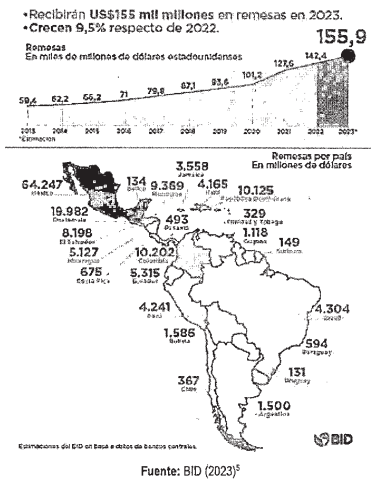 •Recibirán US$155 mil millones en remesas en 2023.
•Crecen 9,5% respecto de 2022.
155,9
Remesas
En miles de millones de dólares estadounidenses
59,4 62,2 66,2 71 79,8 87,1 93,6 101,2 127,6 142,4
2013 2014 2015 2016 2017 2018 2019 2020 2021 2022 2023*
*Estimación
Remesas por país
En millones de dólares
64.247
México
134
Belice
9.369
Honduras
3.558
Jamaica
4.165
Haití
10.125
República Dominicana
19.982
Guatemala
493
Panamá
329
Trinidad y Tobago
8.198
El Salvador
1.118
Guyana
149
Surinam
5.127
Nicaragua
10.202
Colombia
675
Costa Rica
5.315
Ecuador
4.241
Perú
4.304
Brasil
1.586
Bolivia
594
Paraguay
131
Uruguay
367
Chile
1.500
Argentina
Estimaciones del BID en base a datos de bancos centrales.
BID
Fuente: BID (2023)⁵